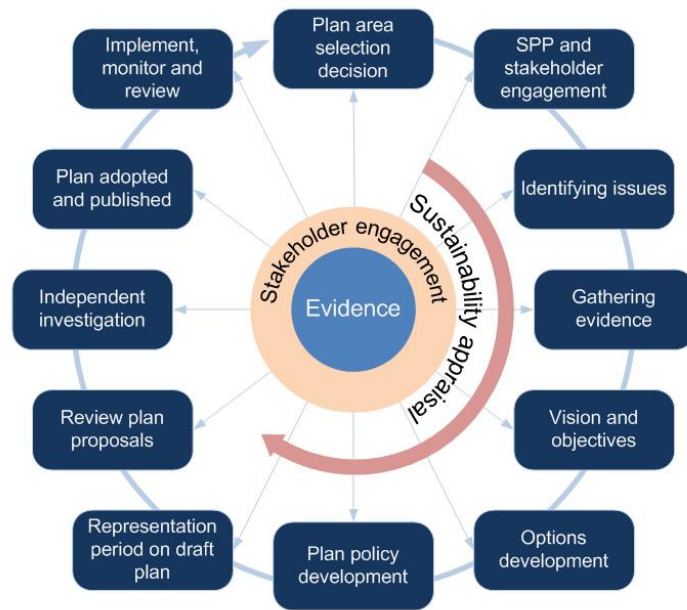 Plan area
selection
decision
SPP and
stakeholder
engagement
Identifying issues
Gathering
evidence
Vision and
objectives
Options
development
Plan policy
development
Representation
period on draft
plan
Review plan
proposals
Independent
investigation
Plan adopted
and published
Implement,
monitor and
review
Stakeholder engagement
Evidence
Sustainability appraisal